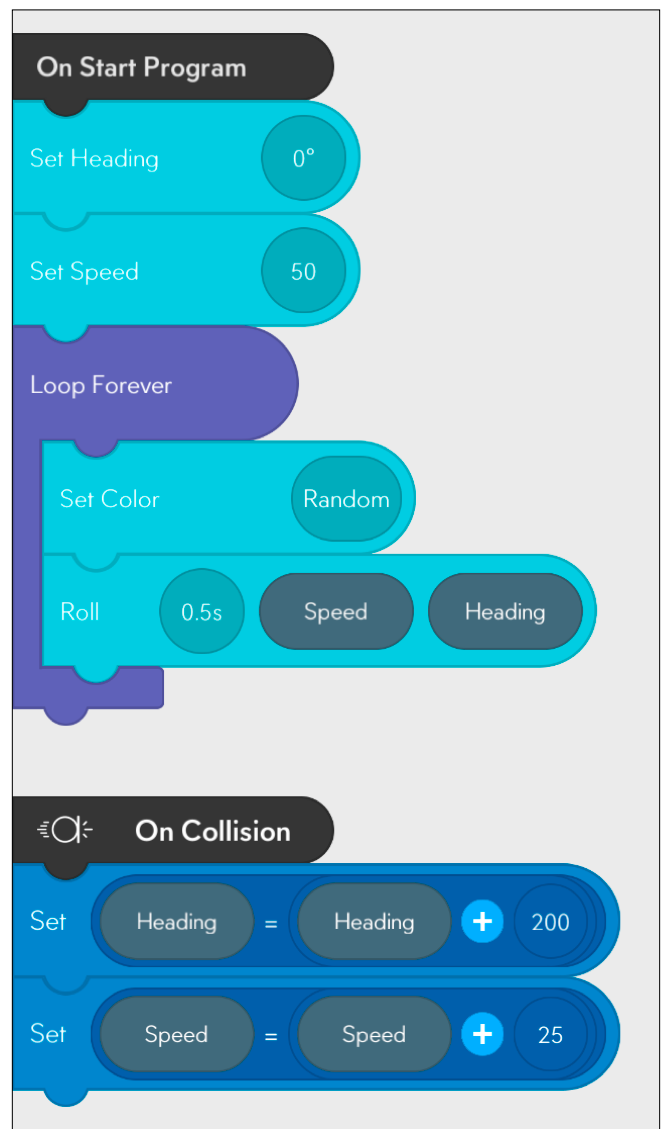 On Start Program
Set Heading 0°
Set Speed 50
Loop Forever
Set Color Random
Roll 0.5s Speed Heading
On Collision
Set Heading = Heading + 200
Set Speed = Speed + 25